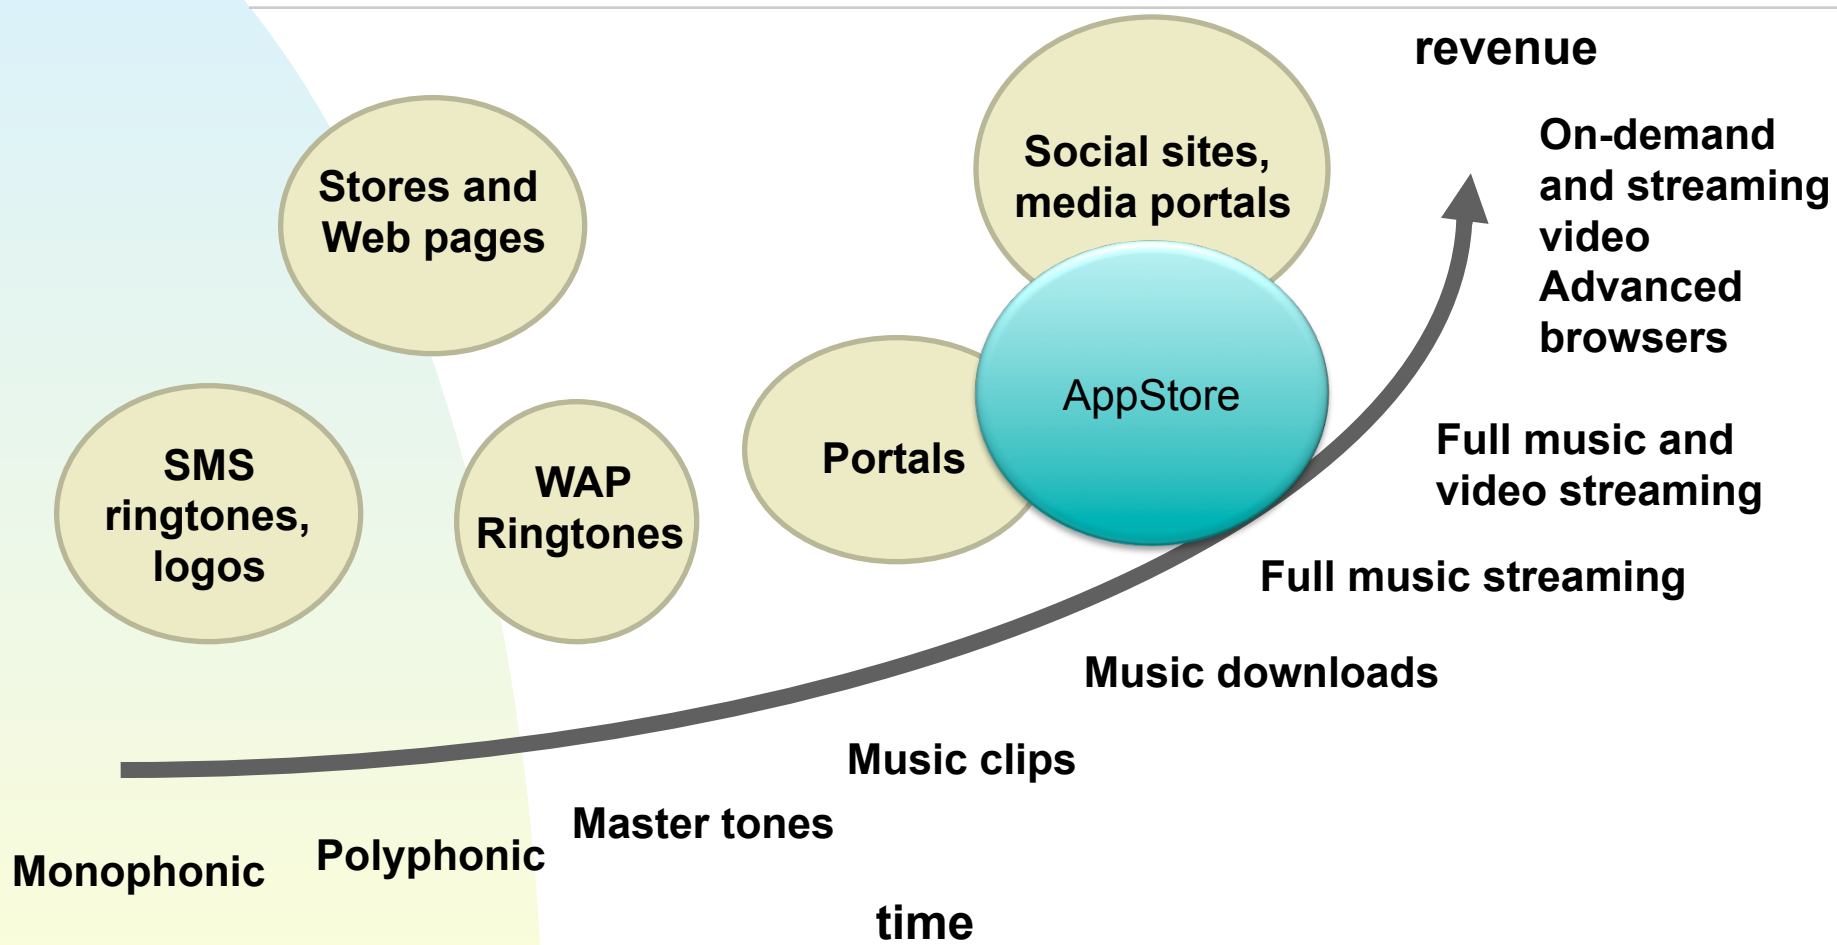 revenue
On-demand
and streaming
video
Advanced
browsers
Social sites,
media portals
Stores and
Web pages
AppStore
Portals
SMS
ringtones,
logos
WAP
Ringtones
Full music and
video streaming
Full music streaming
Music downloads
Music clips
Master tones
Polyphonic
Monophonic
time